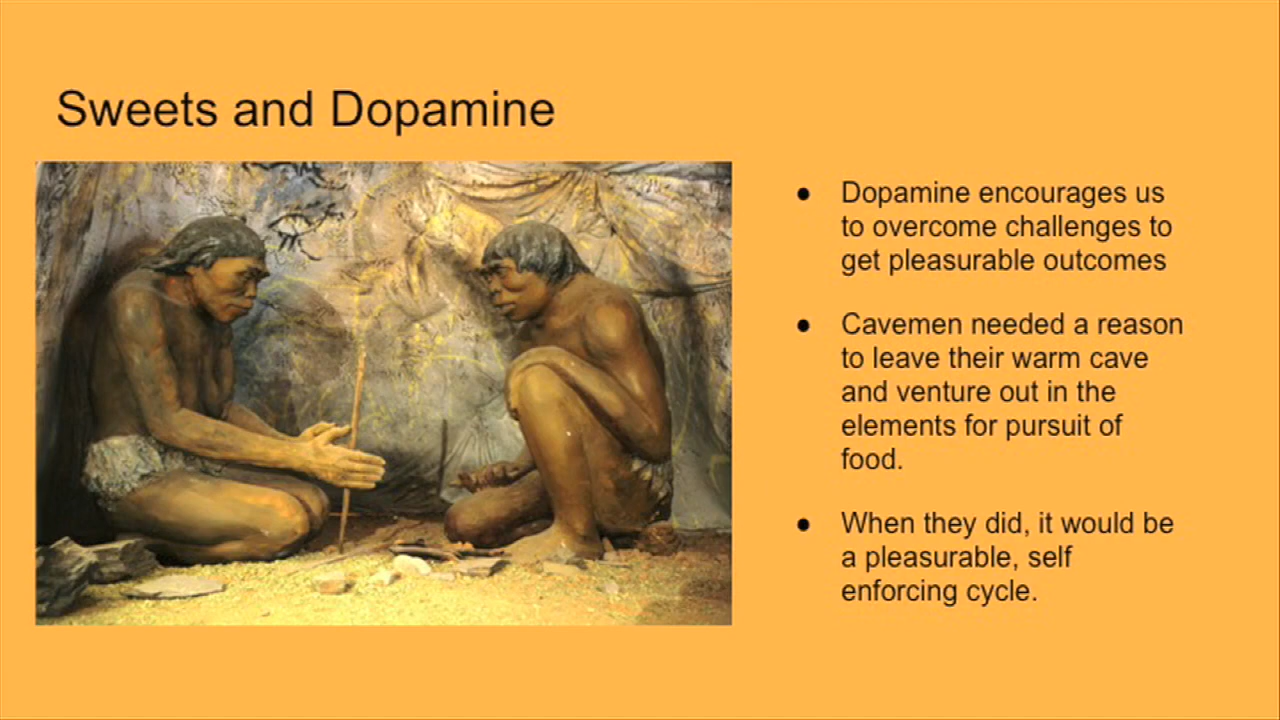 Sweets and Dopamine
● Dopamine encourages us
to overcome challenges to
get pleasurable outcomes
● Cavemen needed a reason
to leave their warm cave
and venture out in the
elements for pursuit of
food.
● When they did, it would be
a pleasurable, self
enforcing cycle.